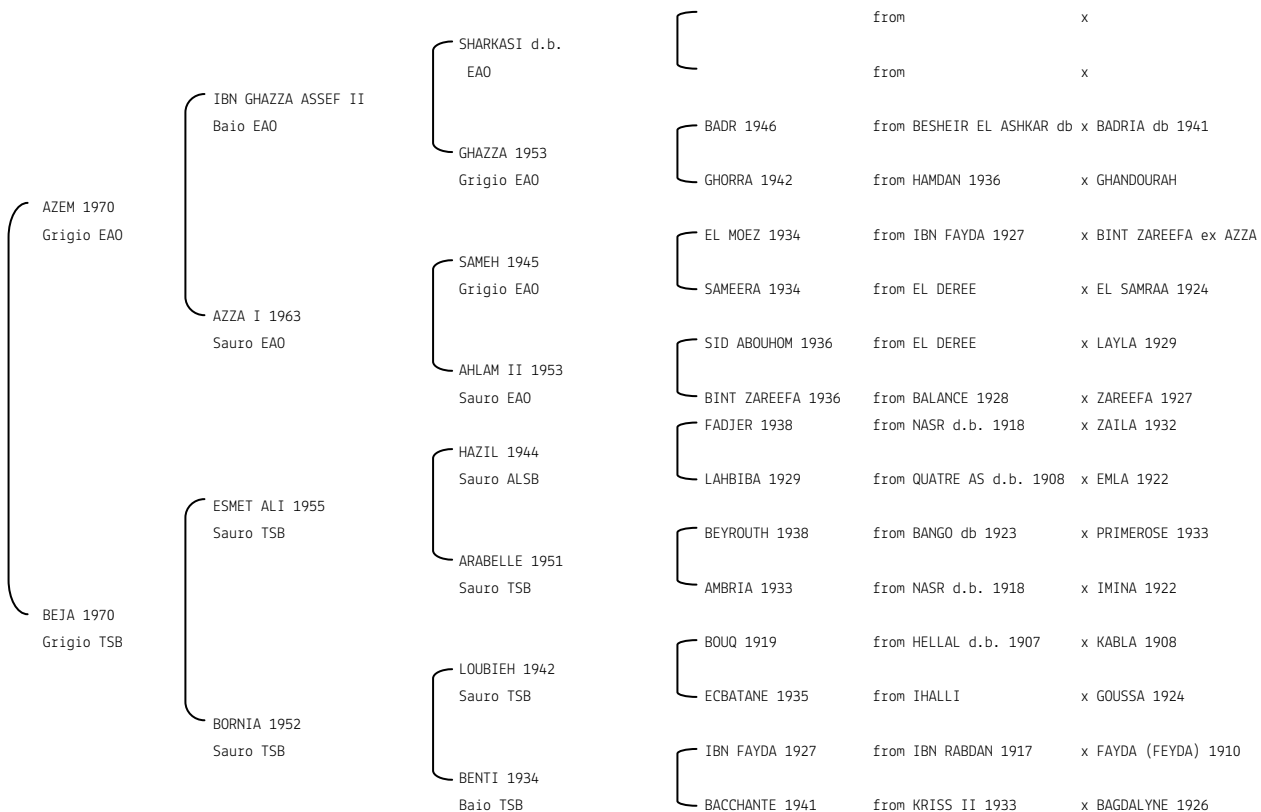 from x
SHARKASI d.b.
EAO from x
IBN GHAZZA ASSEF II
Baio EAO BADR 1946 from BESHEIR EL ASHKAR db x BADRIA db 1941
GHAZZA 1953
Grigio EAO GHORRA 1942 from HAMDAN 1936 x GHANDOURAH
AZEM 1970
Grigio EAO EL MOEZ 1934 from IBN FAYDA 1927 x BINT ZAREEFA ex AZZA
SAMEH 1945
Grigio EAO SAMEERA 1934 from EL DEREE x EL SAMRAA 1924
AZZA I 1963
Sauro EAO SID ABOUHOM 1936 from EL DEREE x LAYLA 1929
AHLAM II 1953
Sauro EAO BINT ZAREEFA 1936 from BALANCE 1928 x ZAREEFA 1927
FADJER 1938 from NASR d.b. 1918 x ZAILA 1932
HAZIL 1944
Sauro ALSB LAHBIBA 1929 from QUATRE AS d.b. 1908 x EMLA 1922
ESMET ALI 1955
Sauro TSB BEYROUTH 1938 from BANGO db 1923 x PRIMEROSE 1933
ARABELLE 1951
Sauro TSB AMBRIA 1933 from NASR d.b. 1918 x IMINA 1922
BEJA 1970
Grigio TSB BOUQ 1919 from HELLAL d.b. 1907 x KABLA 1908
LOUBIEH 1942
Sauro TSB ECBATANE 1935 from IHALLI x GOUSSA 1924
BORNIA 1952
Sauro TSB IBN FAYDA 1927 from IBN RABDAN 1917 x FAYDA (FEYDA) 1910
BENTI 1934
Baio TSB BACCHANTE 1941 from KRISS II 1933 x BAGDALYNE 1926